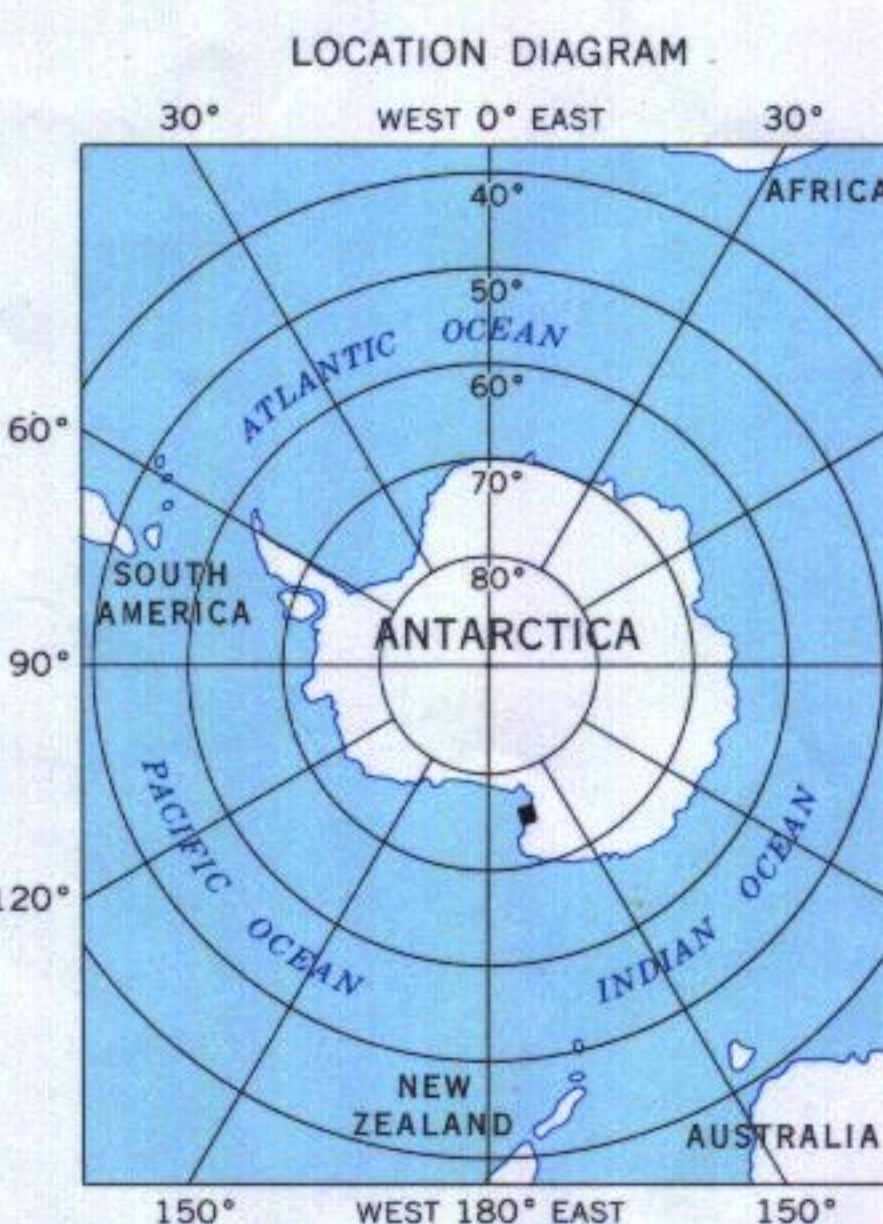 LOCATION DIAGRAM
30° WEST 0° EAST 30°
AFRICA
40°
50°
ATLANTIC OCEAN
60°
60°
70°
80°
SOUTH
AMERICA
ANTARCTICA
90°
PACIFIC OCEAN
INDIAN OCEAN
120°
NEW
ZEALAND
AUSTRALIA
150° WEST 180° EAST 150°